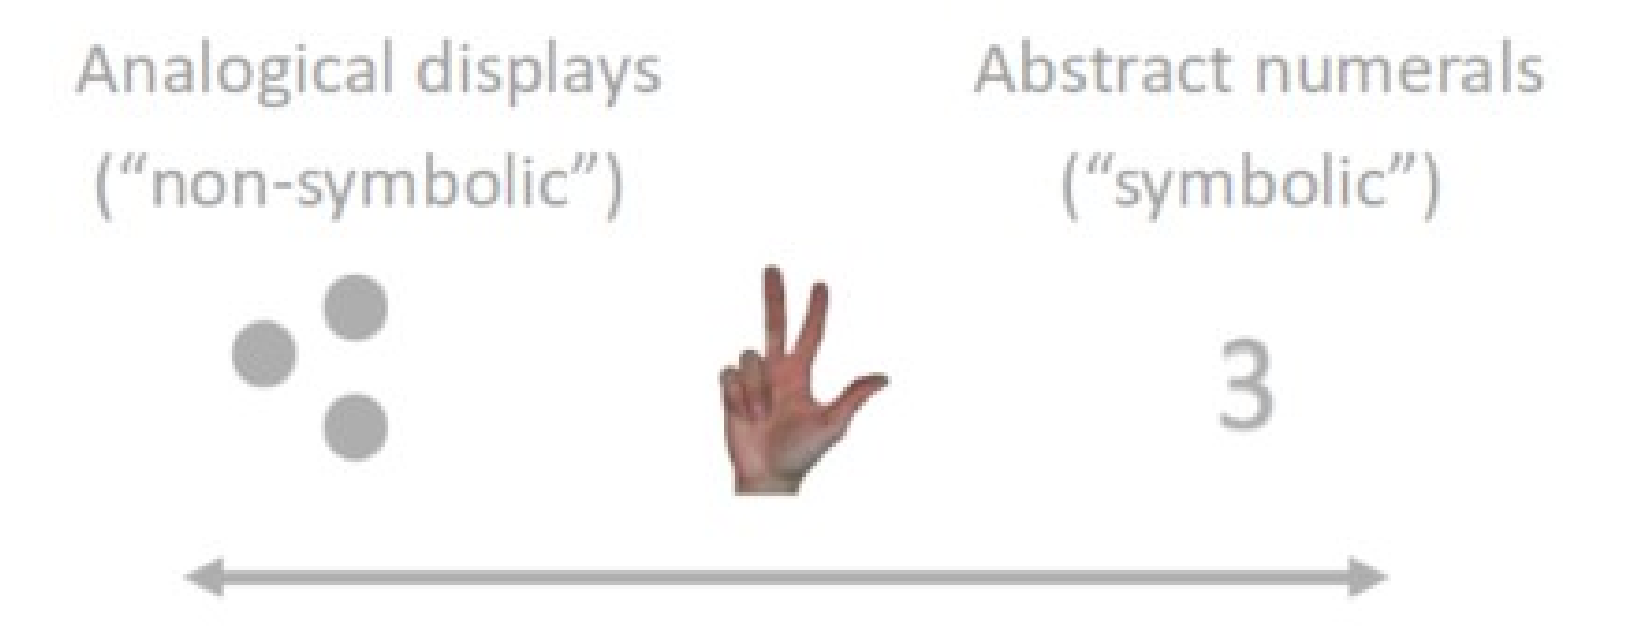 Analogical displays
(“non-symbolic”)
Abstract numerals
(“symbolic”)
3